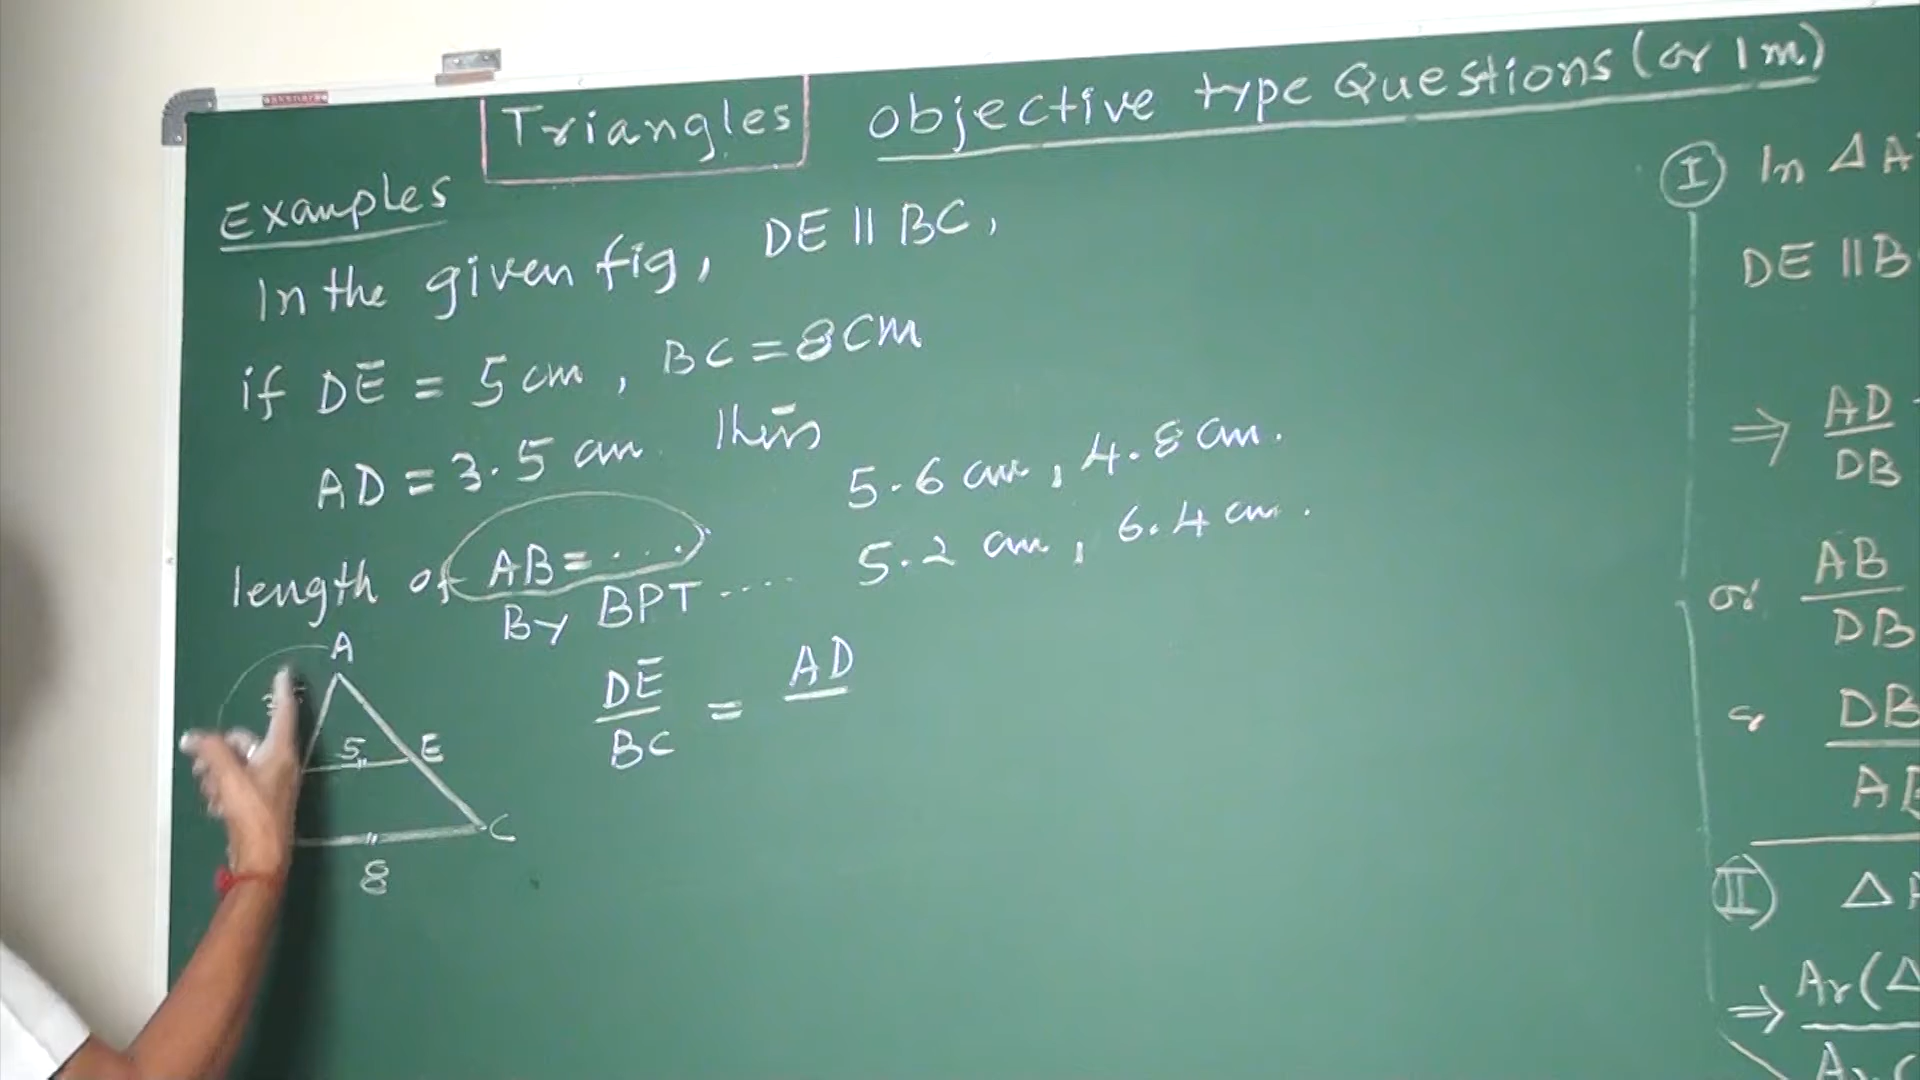 Triangles objective type Questions (or 1m)
Examples
In the given fig, DE || BC,
if DE = 5 cm, BC = 8 cm
AD = 3.5 cm then
length of AB = ....
5.6 cm, 4.8 cm.
5.2 cm, 6.4 cm.
By BPT ....
DE
BC
=
AD
A
5
E
C
8
I In Δ A
DE || B
⇒ AD
DB
or AB
DB
DB
A
II Δ A
⇒ Ar(Δ
Ar(